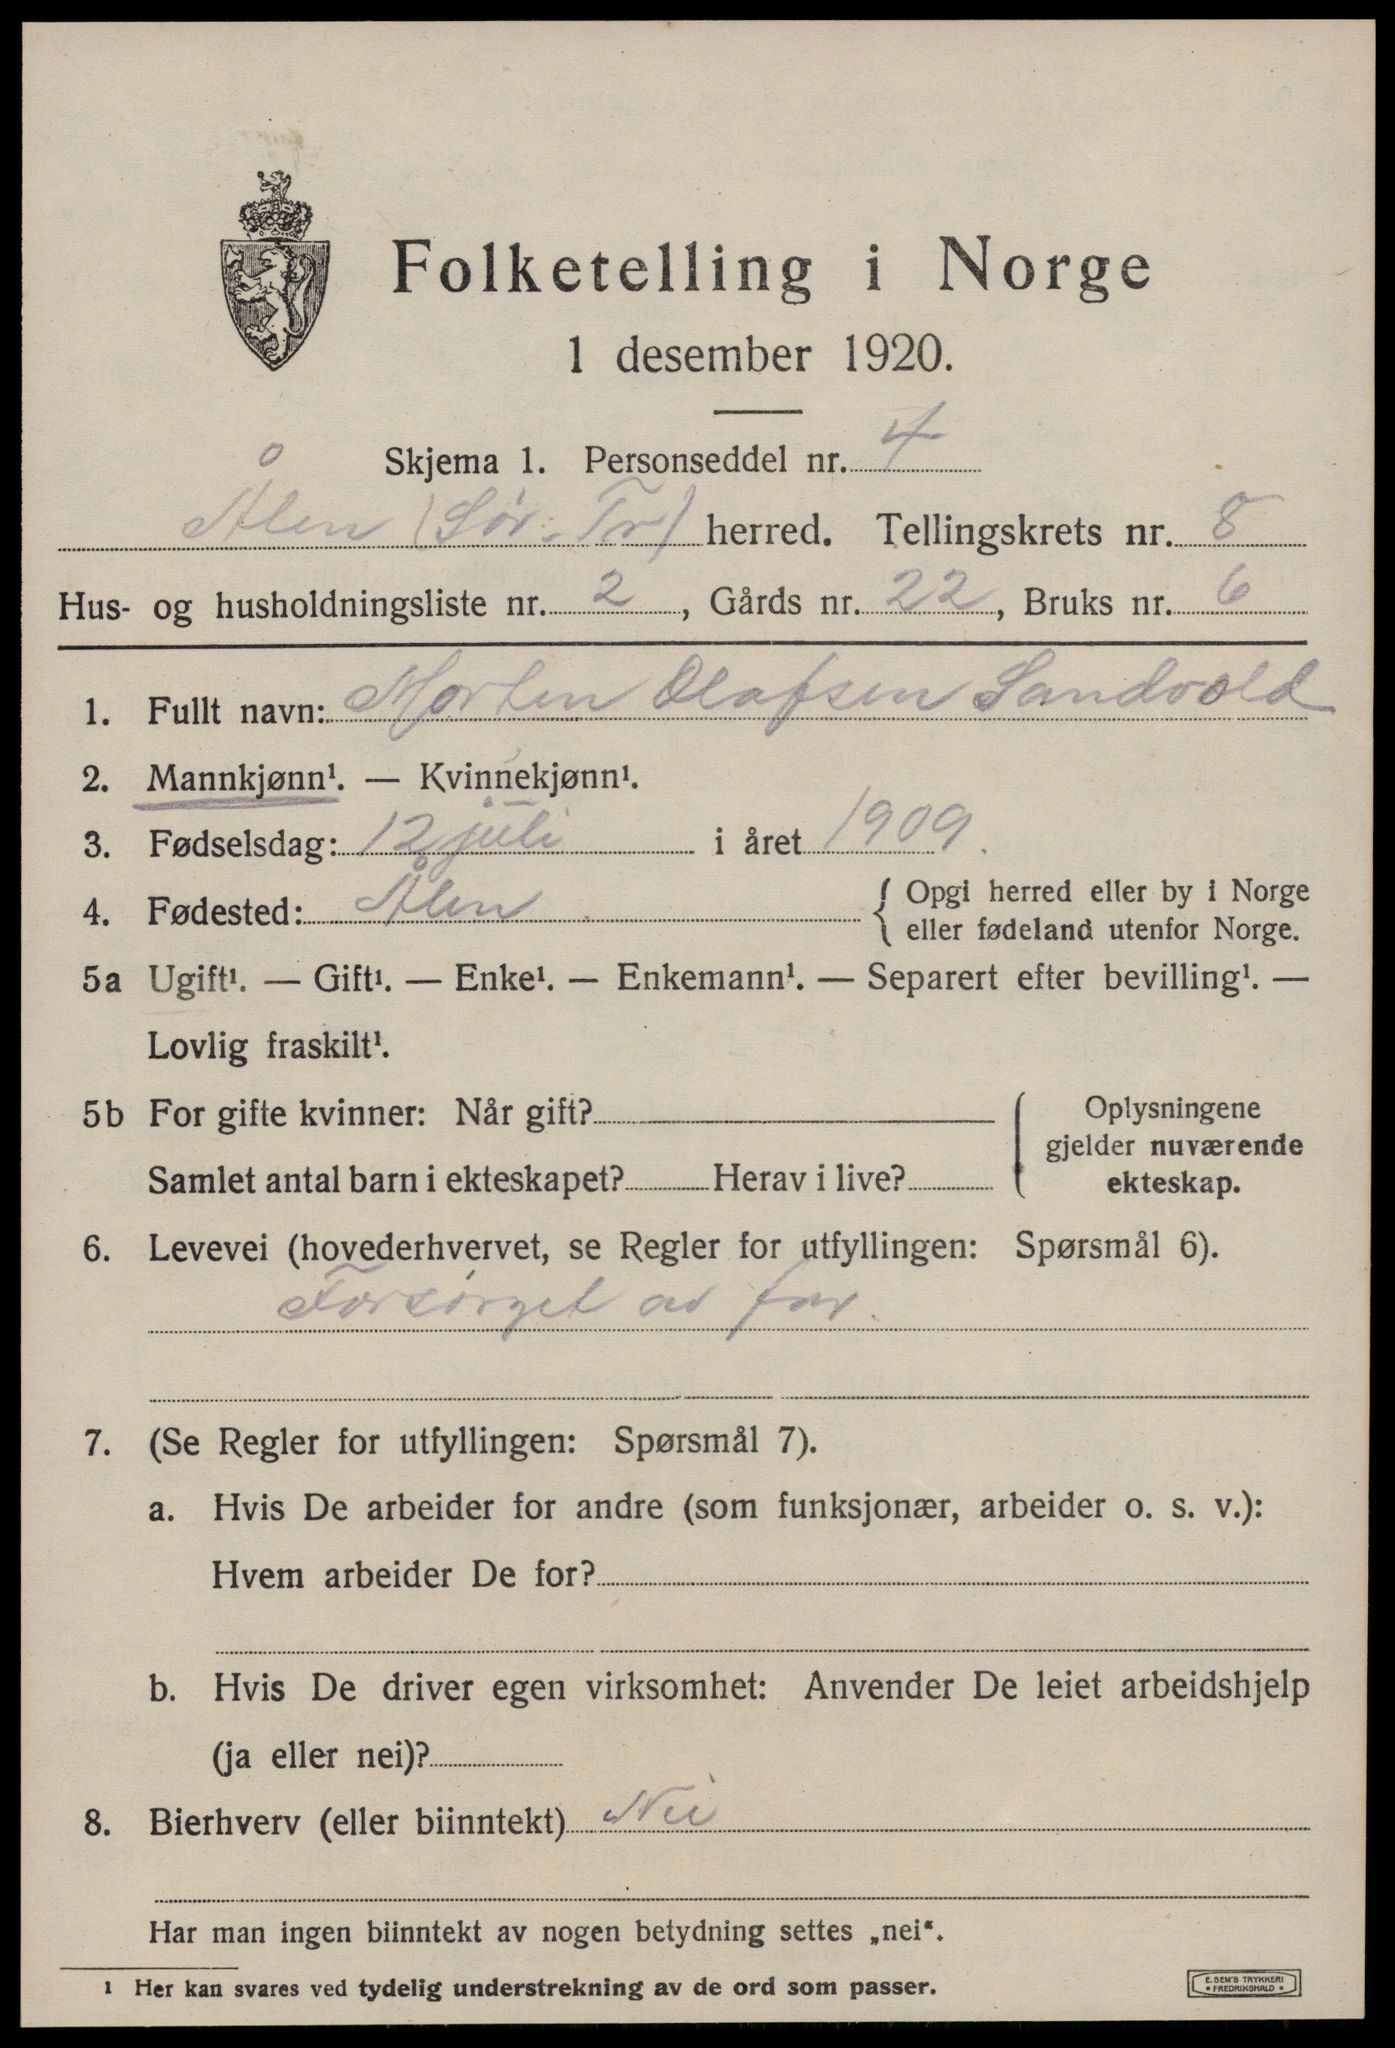 Folketelling i Norge
1 desember 1920.
Skjema 1. Personseddel nr. 4
Ålen (Sør-Tr) herred. Tellingskrets nr. 8
Hus- og husholdningsliste nr. 2, Gårds nr. 22, Bruks nr. 6
1. Fullt navn: Morten Olafsen Sandvold
2. Mannkjønn¹. — Kvinnekjønn¹.
3. Fødselsdag: 12 juli i året 1909.
4. Fødested: Ålen { Opgi herred eller by i Norge
eller fødeland utenfor Norge.
5a Ugift¹. — Gift¹. — Enke¹. — Enkemann¹. — Separert efter bevilling¹. —
Lovlig fraskilt¹.
5b For gifte kvinner: Når gift?
Samlet antal barn i ekteskapet? Herav i live?
Oplysningene
gjelder nuværende
ekteskap.
6. Levevei (hovederhvervet, se Regler for utfyllingen: Spørsmål 6).
Forsørget av far.
7. (Se Regler for utfyllingen: Spørsmål 7).
a. Hvis De arbeider for andre (som funksjonær, arbeider o. s. v.):
Hvem arbeider De for?
b. Hvis De driver egen virksomhet: Anvender De leiet arbeidshjelp
(ja eller nei)?
8. Bierhverv (eller biinntekt) Nei
Har man ingen biinntekt av nogen betydning settes „nei“.
¹ Her kan svares ved tydelig understrekning av de ord som passer.
E. SEM'S TRYKKERI
* FREDRIKSHALD *